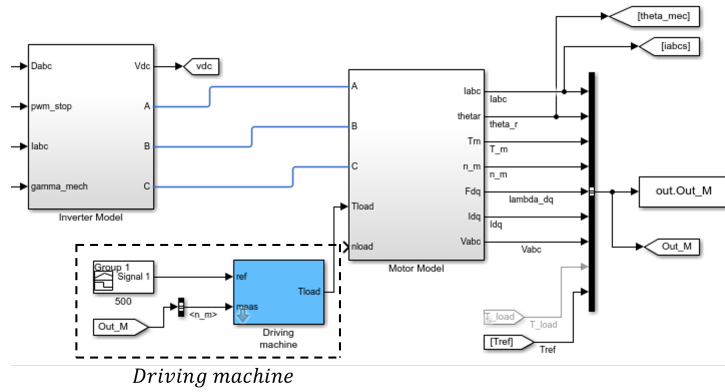 [theta_mec]
[iabcs]
Dabc
Vdc
vdc
pwm_stop
A
Iabc
B
gamma_mech
C
Inverter Model
A
B
C
Tload
nload
Iabc
Iabc
thetar
theta_r
Tm
T_m
n_m
n_m
Fdq
lambda_dq
Idq
Idq
Vabc
Vabc
Motor Model
out.Out_M
Out_M
T_load
T_load
[Tref]
Tref
Group 1
Signal 1
500
Out_M
<n_m>
ref
meas
Tload
Driving
machine
Driving machine